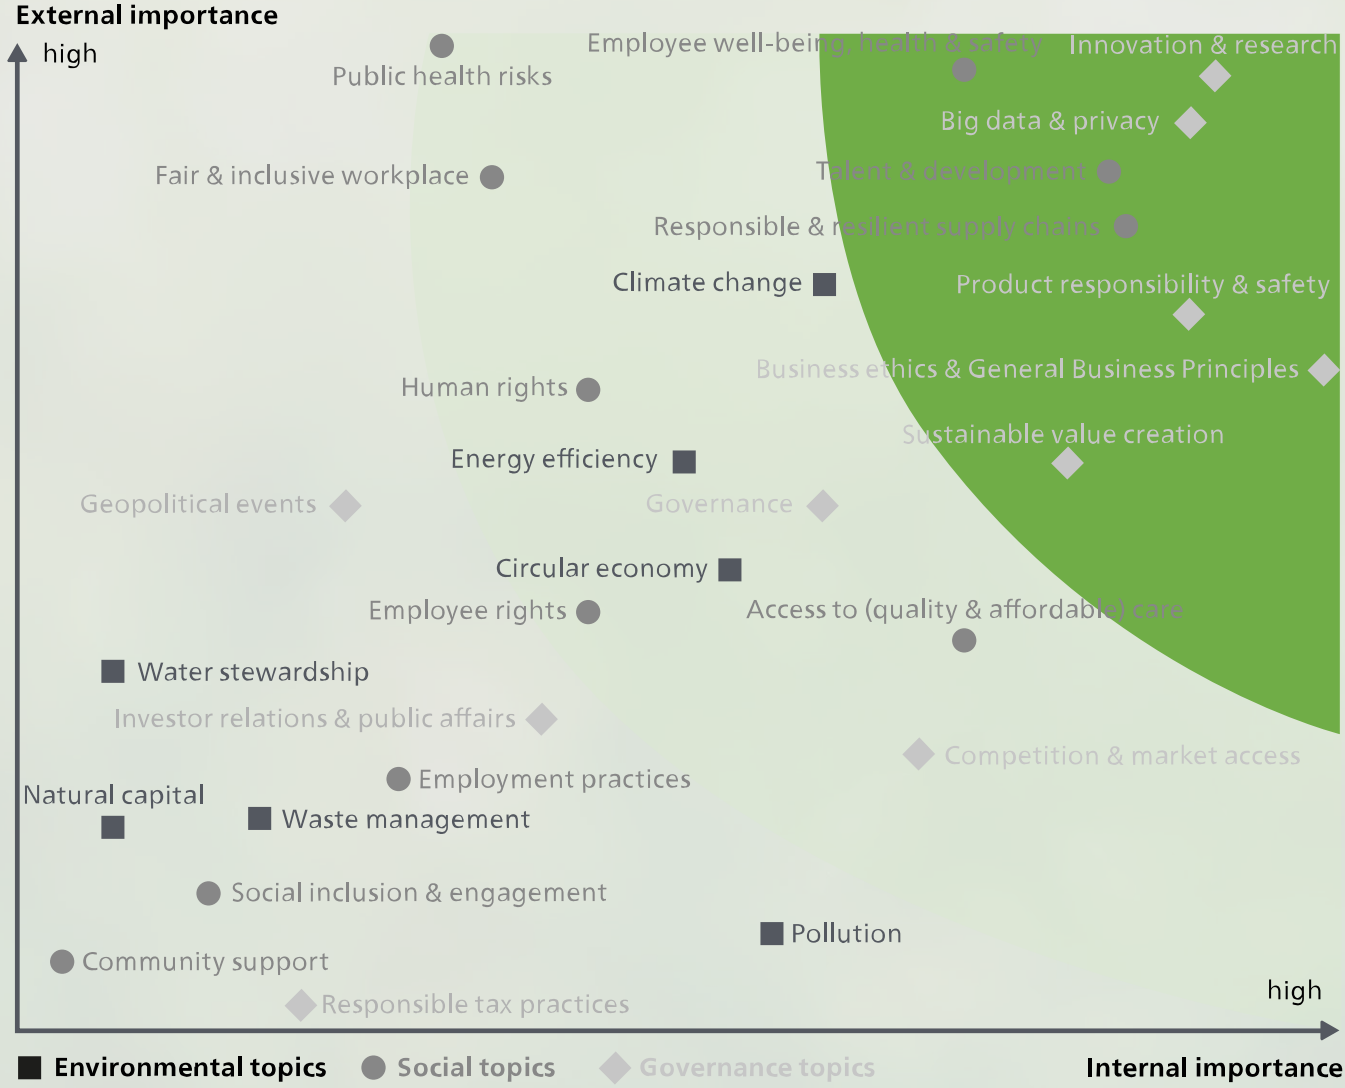 External importance
high
Public health risks
Employee well-being, health & safety
Innovation & research
Big data & privacy
Fair & inclusive workplace
Talent & development
Responsible & resilient supply chains
Climate change
Product responsibility & safety
Business ethics & General Business Principles
Human rights
Sustainable value creation
Energy efficiency
Geopolitical events
Governance
Circular economy
Employee rights
Access to (quality & affordable) care
Water stewardship
Investor relations & public affairs
Competition & market access
Employment practices
Natural capital
Waste management
Social inclusion & engagement
Pollution
Community support
high
Responsible tax practices
Environmental topics
Social topics
Governance topics
Internal importance